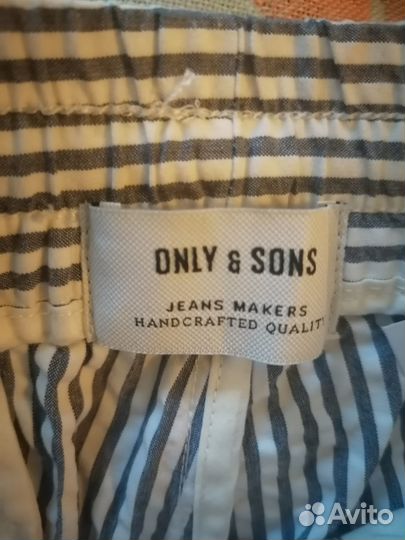 ONLY & SONS
JEANS MAKERS
HANDCRAFTED QUALITY
Avito